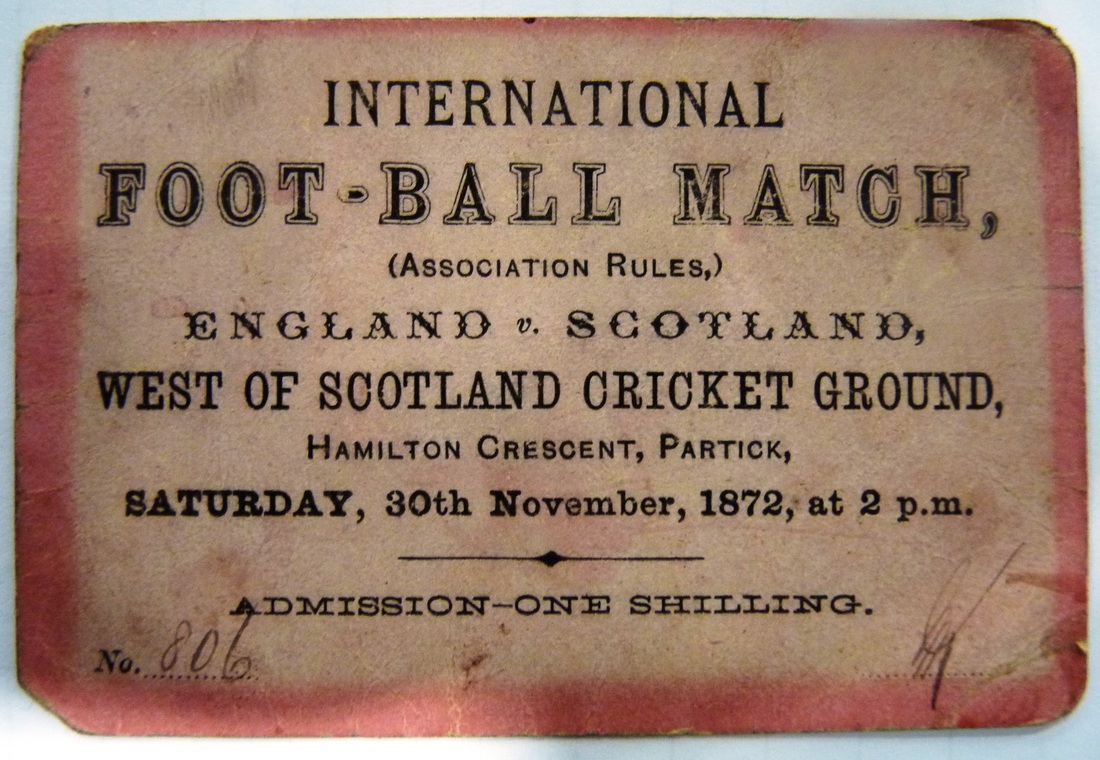 INTERNATIONAL
FOOT-BALL MATCH,
(ASSOCIATION RULES,)
ENGLAND v. SCOTLAND,
WEST OF SCOTLAND CRICKET GROUND,
HAMILTON CRESCENT, PARTICK,
SATURDAY, 30th November, 1872, at 2 p.m.
ADMISSION—ONE SHILLING.
No. 806